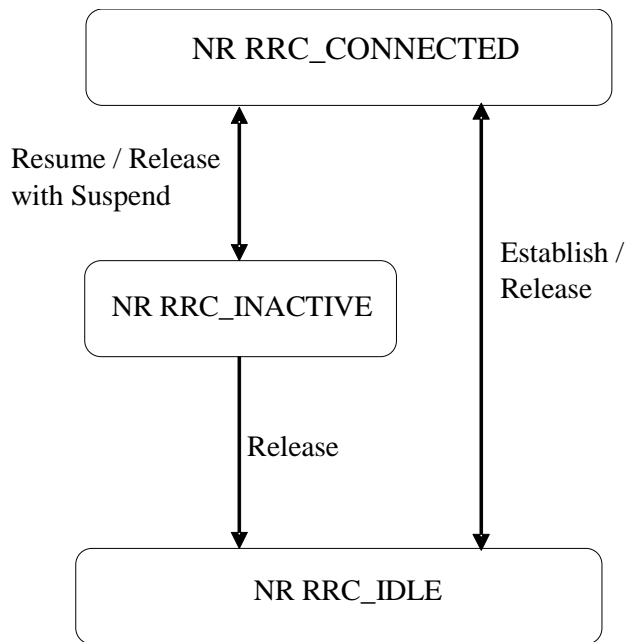 NR RRC_CONNECTED
Resume / Release
with Suspend
Establish /
Release
NR RRC_INACTIVE
Release
NR RRC_IDLE